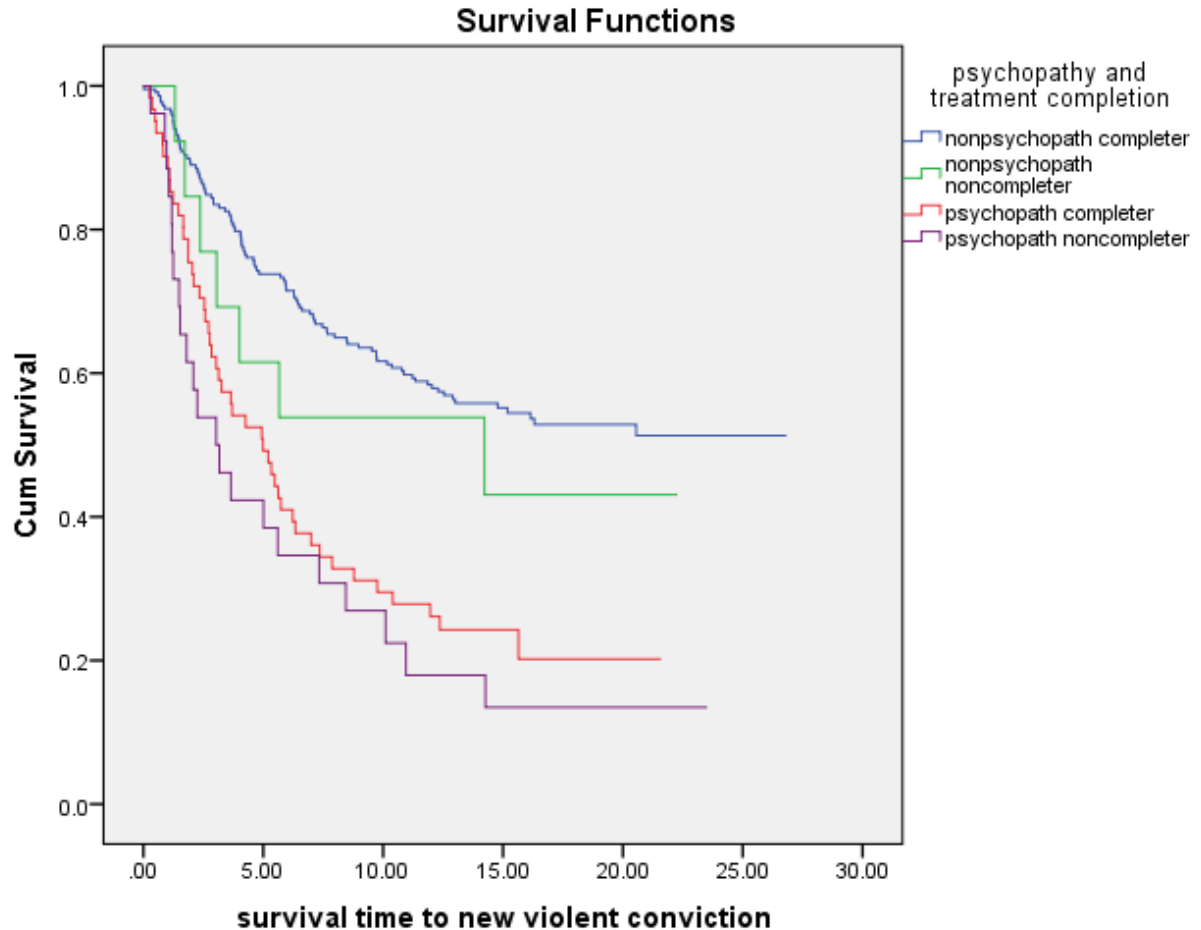 Survival Functions
psychopathy and
treatment completion
nonpsychopath completer
nonpsychopath
noncompleter
psychopath completer
psychopath noncompleter
Cum Survival
1.0
0.8
0.6
0.4
0.2
0.0
.00 5.00 10.00 15.00 20.00 25.00 30.00
survival time to new violent conviction